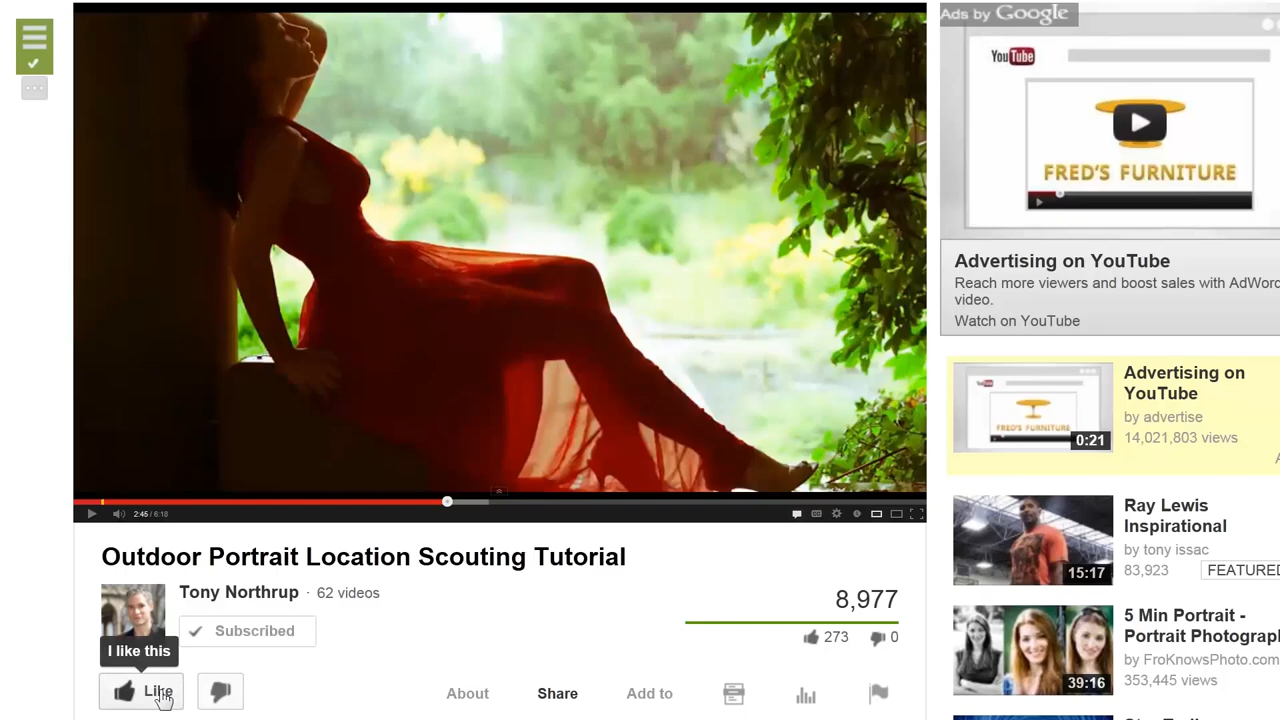 Ads by Google
YouTube
FRED'S FURNITURE
Advertising on YouTube
Reach more viewers and boost sales with AdWor
video.
Watch on YouTube
Advertising on
YouTube
by advertise
14,021,803 views
FRED'S FURNITURE
0:21
Ray Lewis
Inspirational
by tony issac
83,923
FEATURED
15:17
5 Min Portrait -
Portrait Photograp
by FroKnowsPhoto.com
353,445 views
39:16
2:45 / 6:18
Outdoor Portrait Location Scouting Tutorial
Tony Northrup · 62 videos
Subscribed
8,977
273
0
I like this
Like
About
Share
Add to